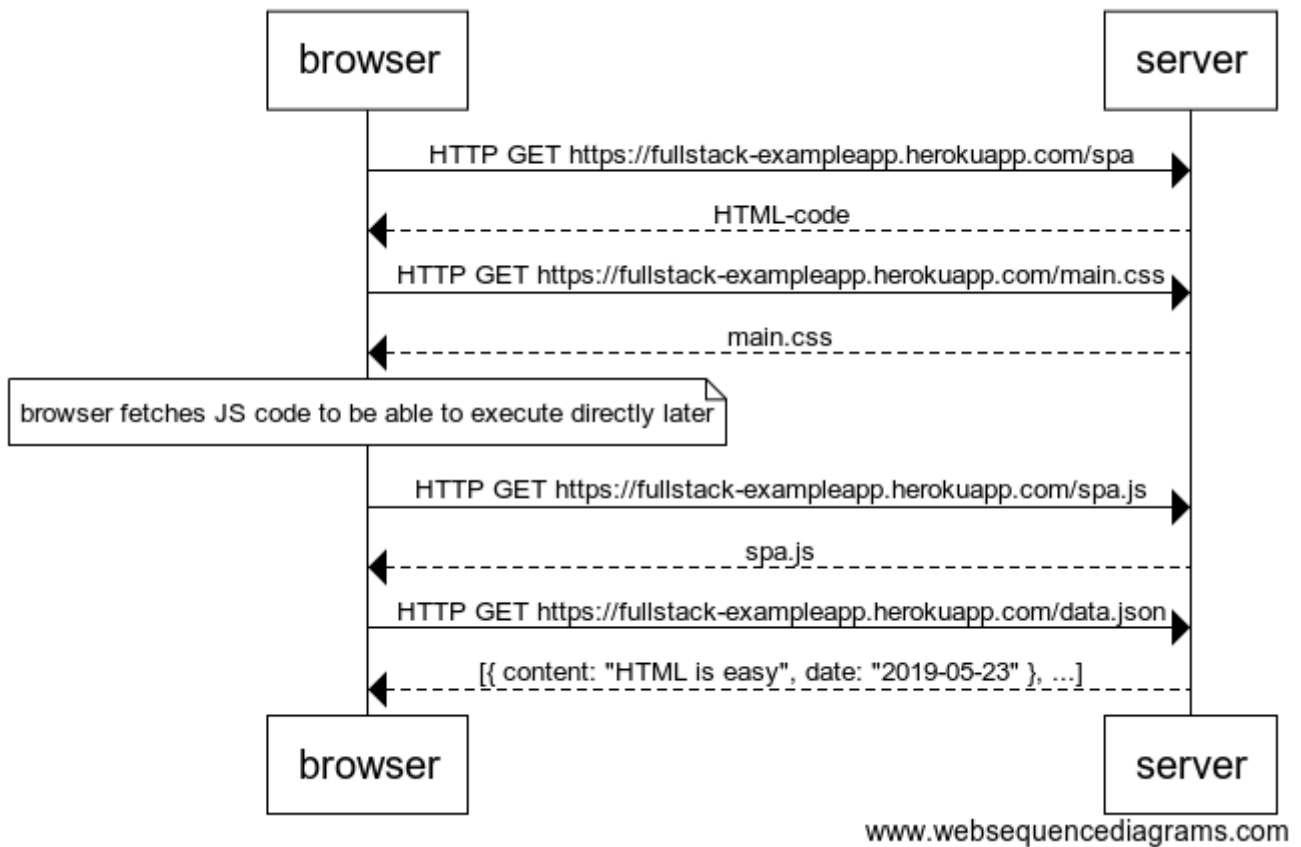 browser
server
HTTP GET https://fullstack-exampleapp.herokuapp.com/spa
HTML-code
HTTP GET https://fullstack-exampleapp.herokuapp.com/main.css
main.css
browser fetches JS code to be able to execute directly later
HTTP GET https://fullstack-exampleapp.herokuapp.com/spa.js
spa.js
HTTP GET https://fullstack-exampleapp.herokuapp.com/data.json
[{ content: "HTML is easy", date: "2019-05-23" }, ...]
browser
server
www.websequencediagrams.com